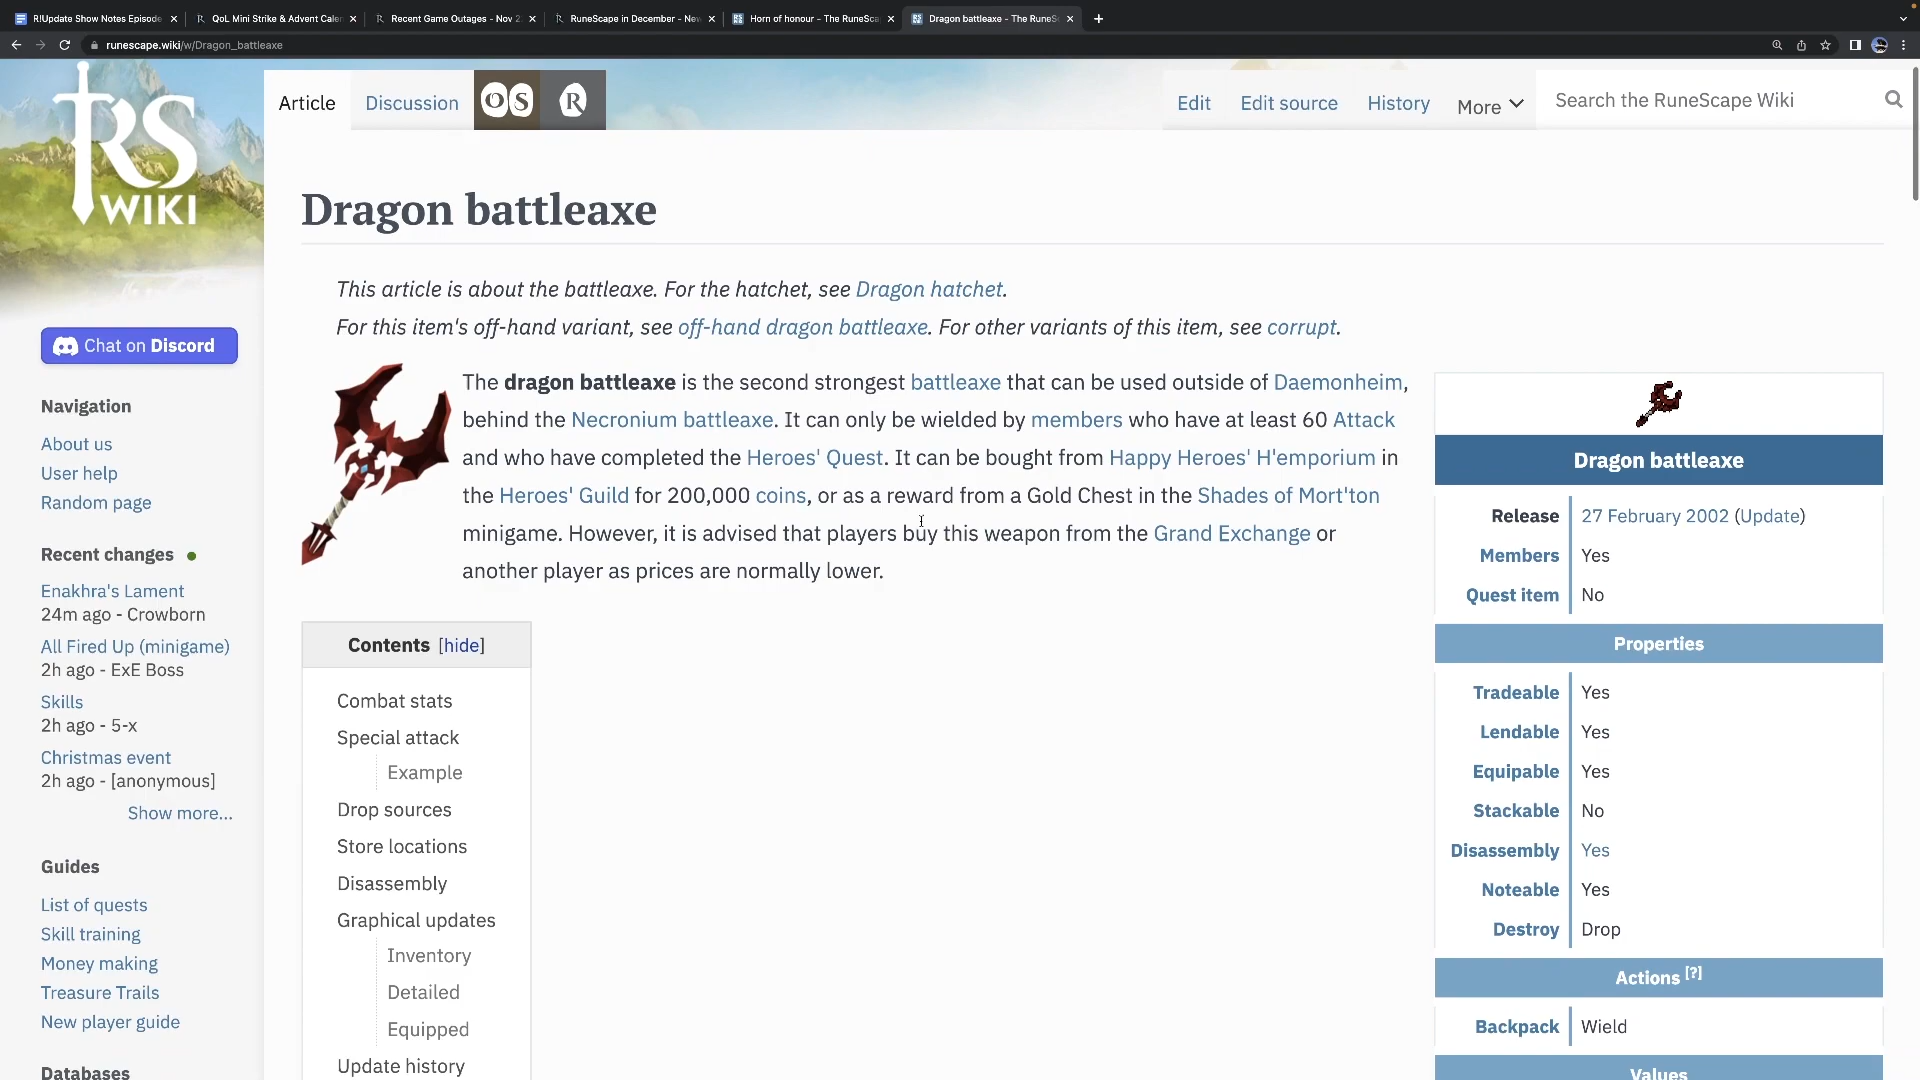 R!Update Show Notes Episode
QoL Mini Strike & Advent Cale
Recent Game Outages - Nov 2
RuneScape in December - New
Horn of honour - The RuneSca
Dragon battleaxe - The RuneS
runescape.wiki/w/Dragon_battleaxe
RS
WIKI
Article
Discussion
OS
R
Edit
Edit source
History
More
Search the RuneScape Wiki
Dragon battleaxe
This article is about the battleaxe. For the hatchet, see Dragon hatchet.
For this item's off-hand variant, see off-hand dragon battleaxe. For other variants of this item, see corrupt.
The dragon battleaxe is the second strongest battleaxe that can be used outside of Daemonheim,
behind the Necronium battleaxe. It can only be wielded by members who have at least 60 Attack
and who have completed the Heroes' Quest. It can be bought from Happy Heroes' H'emporium in
the Heroes' Guild for 200,000 coins, or as a reward from a Gold Chest in the Shades of Mort'ton
minigame. However, it is advised that players buy this weapon from the Grand Exchange or
another player as prices are normally lower.
Chat on Discord
Navigation
About us
User help
Random page
Recent changes
Enakhra's Lament
24m ago - Crowborn
All Fired Up (minigame)
2h ago - ExE Boss
Skills
2h ago - 5-x
Christmas event
2h ago - [anonymous]
Show more...
Guides
List of quests
Skill training
Money making
Treasure Trails
New player guide
Databases
Contents [hide]
Combat stats
Special attack
Example
Drop sources
Store locations
Disassembly
Graphical updates
Inventory
Detailed
Equipped
Update history
Dragon battleaxe
Release 27 February 2002 (Update)
Members Yes
Quest item No
Properties
Tradeable Yes
Lendable Yes
Equipable Yes
Stackable No
Disassembly Yes
Noteable Yes
Destroy Drop
Actions [?]
Backpack Wield
Values